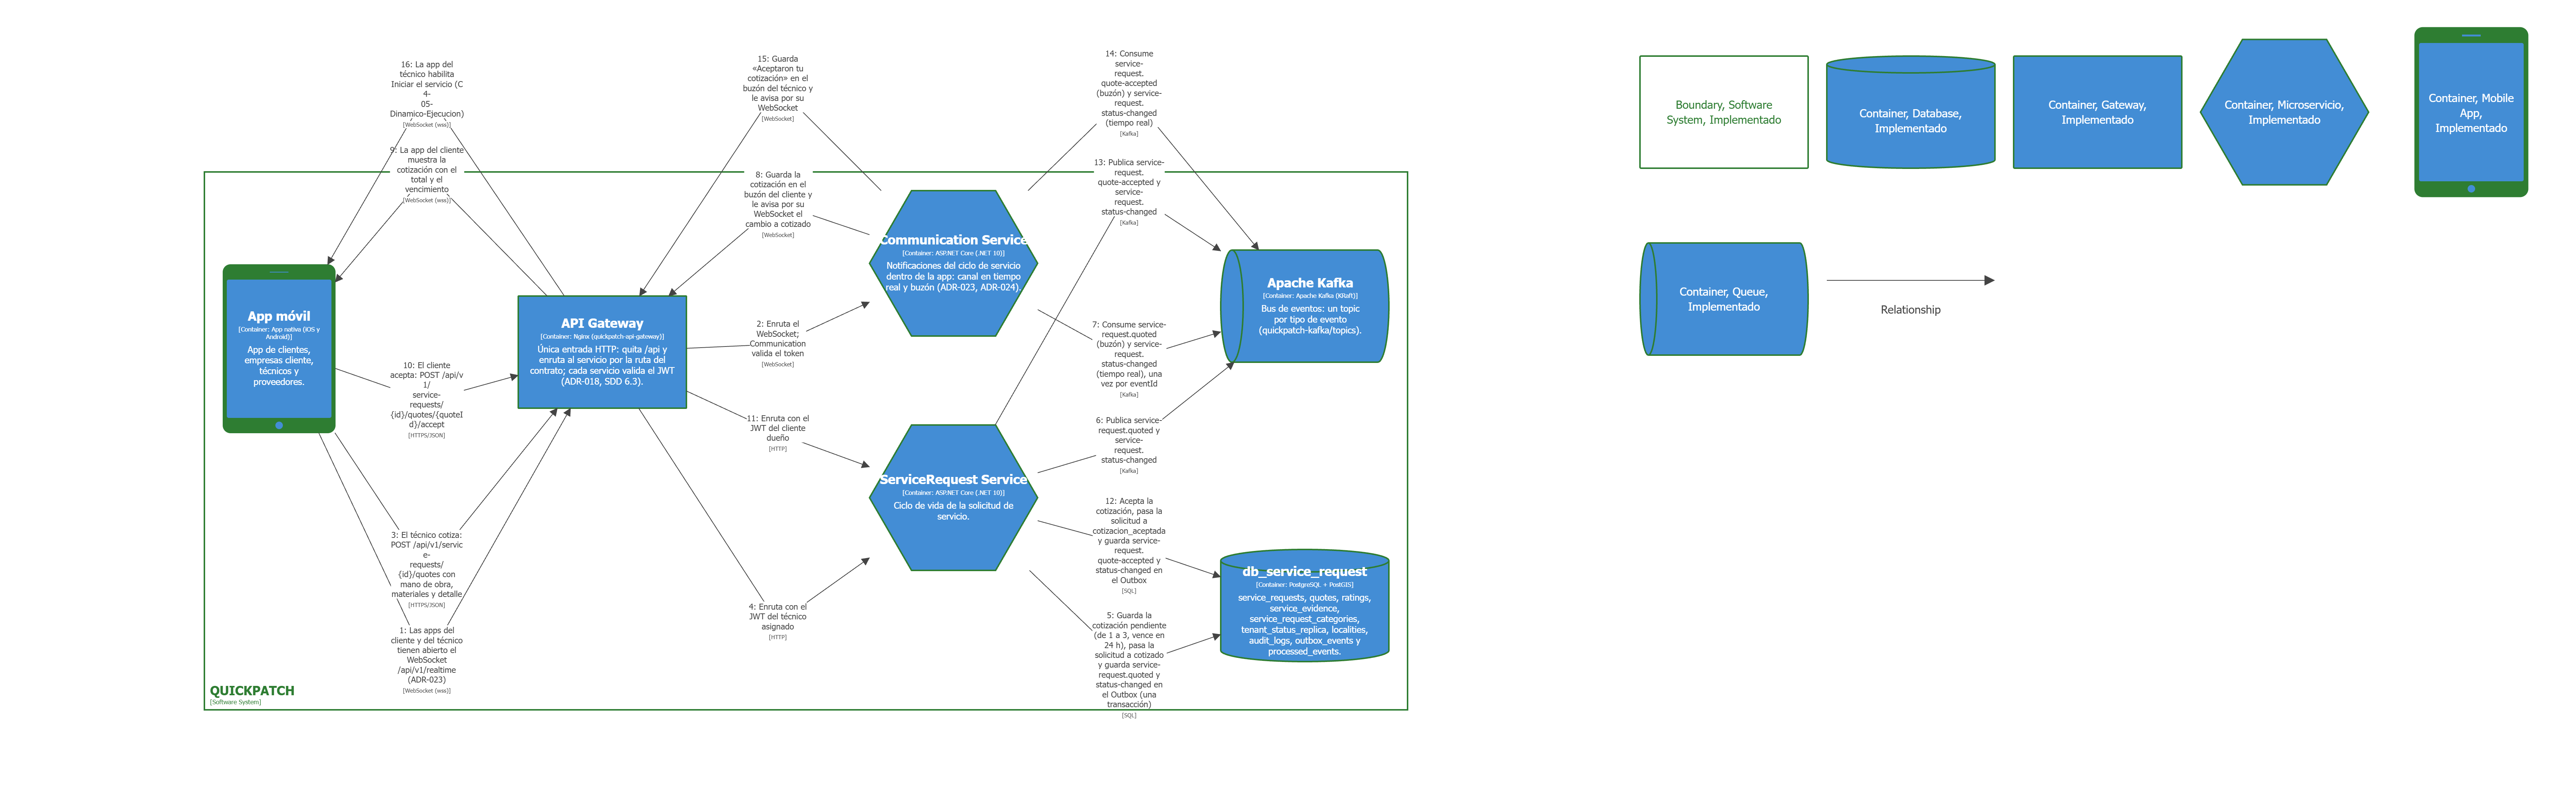 16: La app del
técnico habilita
Iniciar el servicio (C
4-
05-
Dinamico-Ejecucion)
[WebSocket (wss)]
9: La app del cliente
muestra la
cotización con el
total y el
vencimiento
[WebSocket (wss)]
15: Guarda
«Aceptaron tu
cotización» en el
buzón del técnico y
le avisa por su
WebSocket
[WebSocket]
8: Guarda la
cotización en el
buzón del cliente y
le avisa por su
WebSocket el
cambio a cotizado
[WebSocket]
14: Consume
service-
request.
quote-accepted
(buzón) y service-
request.
status-changed
(tiempo real)
[Kafka]
13: Publica service-
request.
quote-accepted y
service-
request.
status-changed
[Kafka]
App móvil
[Container: App nativa (iOS y
Android)]
App de clientes,
empresas cliente,
técnicos y
proveedores.
API Gateway
[Container: Nginx (quickpatch-api-gateway)]
Única entrada HTTP: quita /api y
enruta al servicio por la ruta del
contrato; cada servicio valida el JWT
(ADR-018, SDD 6.3).
Communication Service
[Container: ASP.NET Core (.NET 10)]
Notificaciones del ciclo de servicio
dentro de la app: canal en tiempo
real y buzón (ADR-023, ADR-024).
Apache Kafka
[Container: Apache Kafka (KRaft)]
Bus de eventos: un topic
por tipo de evento
(quickpatch-kafka/topics).
2: Enruta el
WebSocket;
Communication
valida el token
[WebSocket]
7: Consume service-
request.quoted
(buzón) y service-
request.
status-changed
(tiempo real), una
vez por eventId
[Kafka]
10: El cliente
acepta: POST /api/v
1/
service-
requests/
{id}/quotes/{quoteI
d}/accept
[HTTPS/JSON]
11: Enruta con el
JWT del cliente
dueño
[HTTP]
6: Publica service-
request.quoted y
service-
request.
status-changed
[Kafka]
ServiceRequest Service
[Container: ASP.NET Core (.NET 10)]
Ciclo de vida de la solicitud de
servicio.
12: Acepta la
cotización, pasa la
solicitud a
cotizacion_aceptada
y guarda service-
request.
quote-accepted y
status-changed en
el Outbox
[SQL]
3: El técnico cotiza:
POST /api/v1/servic
e-
requests/
{id}/quotes con
mano de obra,
materiales y detalle
[HTTPS/JSON]
4: Enruta con el
JWT del técnico
asignado
[HTTP]
5: Guarda la
cotización pendiente
(de 1 a 3, vence en
24 h), pasa la
solicitud a cotizado
y guarda service-
request.quoted y
status-changed en
el Outbox (una
transacción)
[SQL]
db_service_request
[Container: PostgreSQL + PostGIS]
service_requests, quotes, ratings,
service_evidence,
service_request_categories,
tenant_status_replica, localities,
audit_logs, outbox_events y
processed_events.
1: Las apps del
cliente y del técnico
tienen abierto el
WebSocket
/api/v1/realtime
(ADR-023)
[WebSocket (wss)]
QUICKPATCH
[Software System]
Boundary, Software
System, Implementado
Container, Database,
Implementado
Container, Gateway,
Implementado
Container, Microservicio,
Implementado
Container, Mobile
App,
Implementado
Container, Queue,
Implementado
Relationship